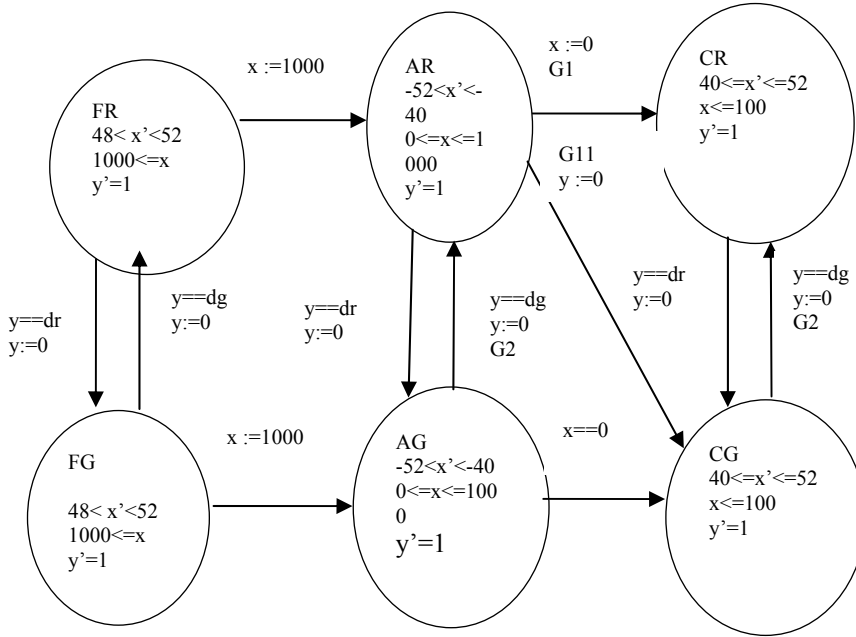 x :=1000
x :=0
G1
FR
48< x'<52
1000<=x
y'=1
AR
-52<x'<-
40
0<=x<=1
000
y'=1
CR
40<=x'<=52
x<=100
y'=1
G11
y :=0
y==dr
y:=0
y==dg
y:=0
y==dr
y:=0
y==dg
y:=0
G2
y==dr
y:=0
y==dg
y:=0
G2
x :=1000
x==0
FG
48< x'<52
1000<=x
y'=1
AG
-52<x'<-40
0<=x<=100
0
y'=1
CG
40<=x'<=52
x<=100
y'=1